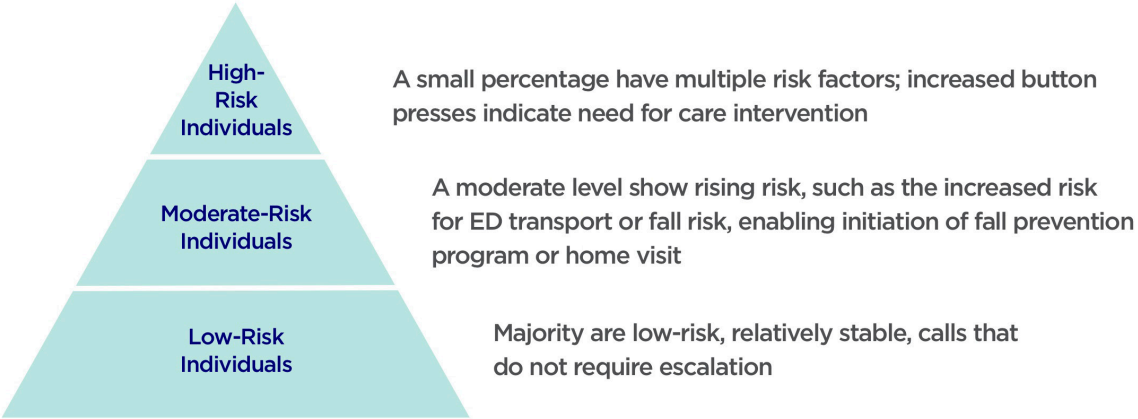 High-
Risk
Individuals
A small percentage have multiple risk factors; increased button
presses indicate need for care intervention
Moderate-Risk
Individuals
A moderate level show rising risk, such as the increased risk
for ED transport or fall risk, enabling initiation of fall prevention
program or home visit
Low-Risk
Individuals
Majority are low-risk, relatively stable, calls that
do not require escalation